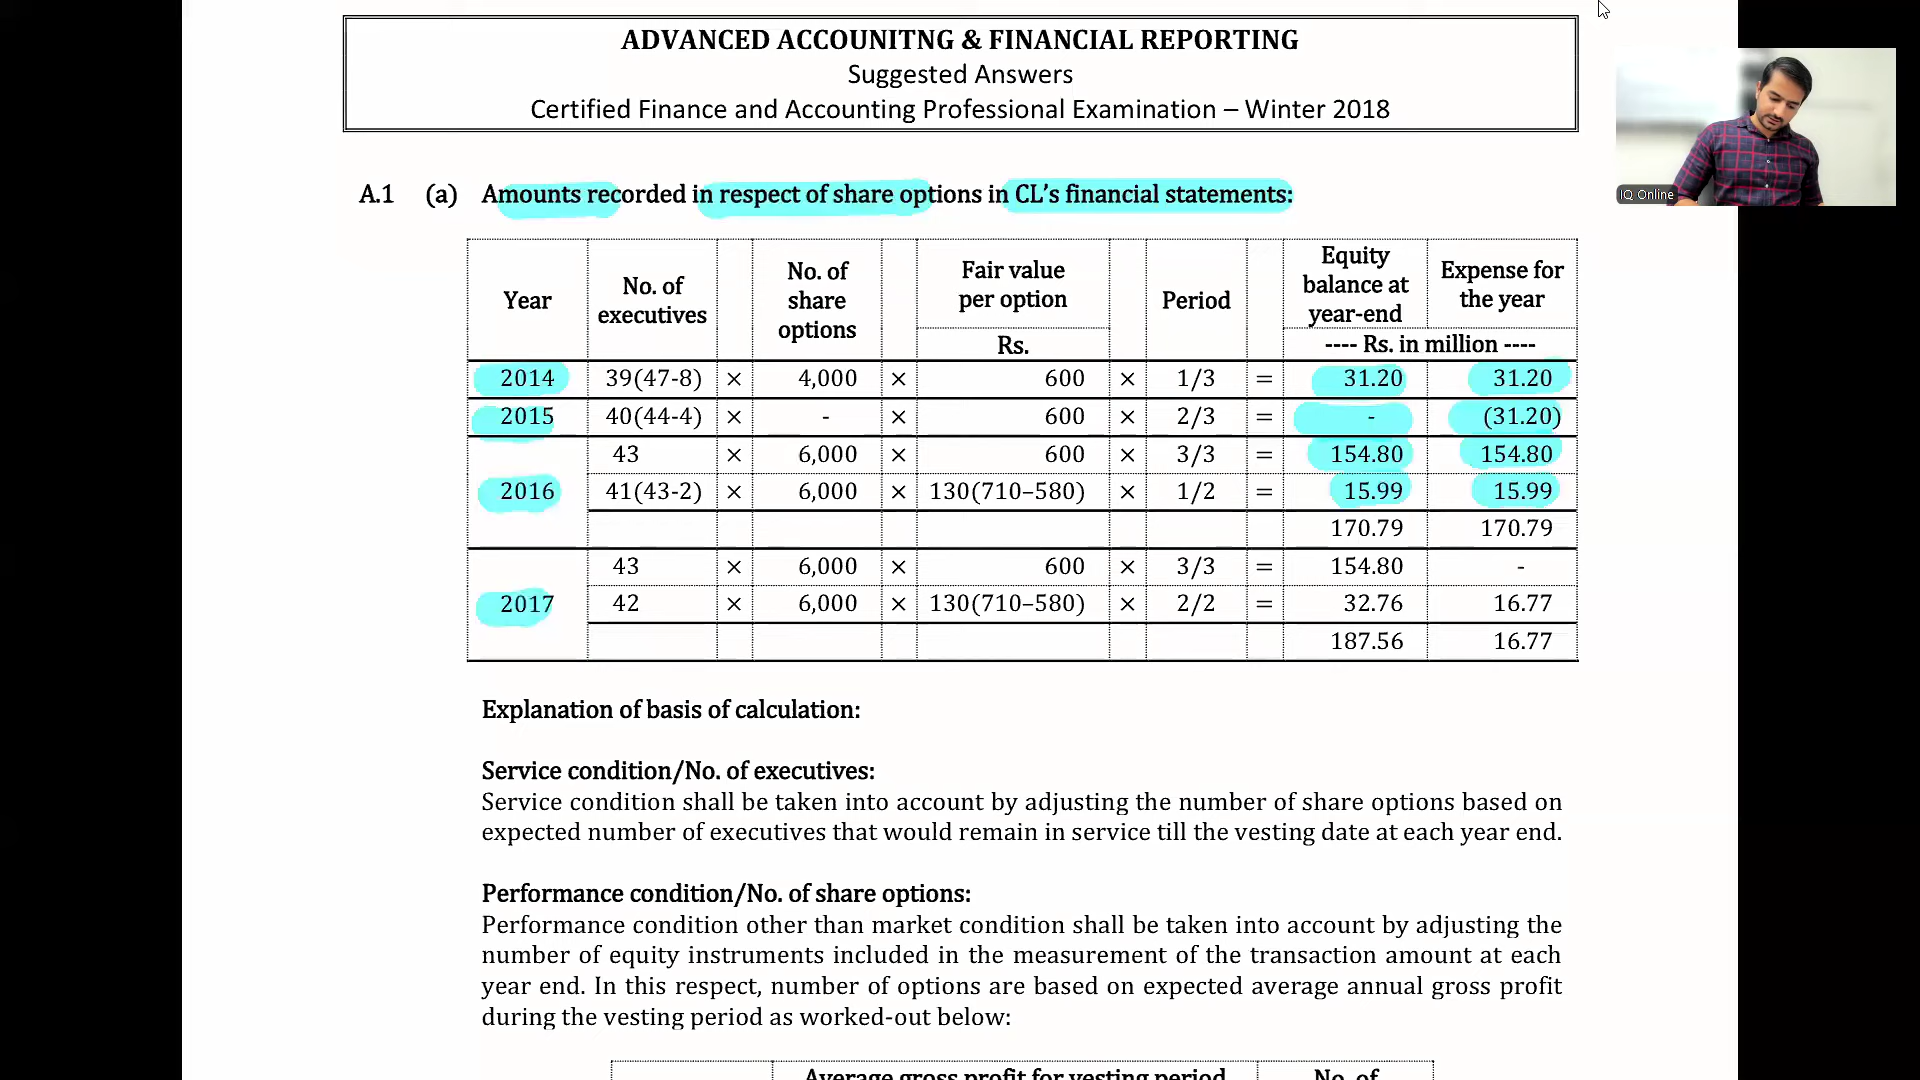 ADVANCED ACCOUNITNG & FINANCIAL REPORTING
Suggested Answers
Certified Finance and Accounting Professional Examination – Winter 2018
IQ Online
A.1 (a) Amounts recorded in respect of share options in CL's financial statements:
Year No. of executives No. of share options Fair value per option Period Equity balance at year-end Expense for the year
Rs. ---- Rs. in million ----
2014 39(47-8) × 4,000 × 600 × 1/3 = 31.20 31.20
2015 40(44-4) × - × 600 × 2/3 = - (31.20)
43 × 6,000 × 600 × 3/3 = 154.80 154.80
2016 41(43-2) × 6,000 × 130(710–580) × 1/2 = 15.99 15.99
170.79 170.79
43 × 6,000 × 600 × 3/3 = 154.80 -
2017 42 × 6,000 × 130(710–580) × 2/2 = 32.76 16.77
187.56 16.77
Explanation of basis of calculation:
Service condition/No. of executives:
Service condition shall be taken into account by adjusting the number of share options based on
expected number of executives that would remain in service till the vesting date at each year end.
Performance condition/No. of share options:
Performance condition other than market condition shall be taken into account by adjusting the
number of equity instruments included in the measurement of the transaction amount at each
year end. In this respect, number of options are based on expected average annual gross profit
during the vesting period as worked-out below:
Average gross profit for vesting period No. of